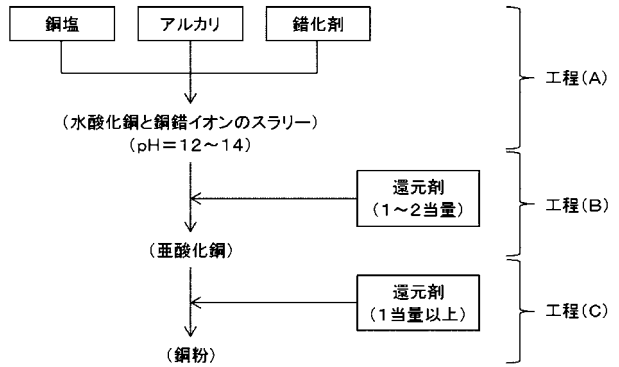 銅塩
アルカリ
錯化剤
工程(A)
(水酸化銅と銅錯イオンのスラリー)
(pH=12~14)
還元剤
(1~2当量)
工程(B)
(亜酸化銅)
還元剤
(1当量以上)
工程(C)
(銅粉)